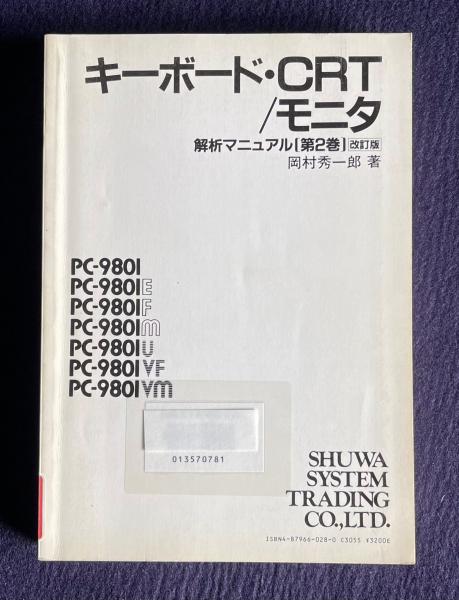 キーボード・CRT
/モニタ
解析マニュアル[第2巻]改訂版
岡村秀一郎 著
PC-9801
PC-9801E
PC-9801F
PC-9801m
PC-9801U
PC-9801VF
PC-9801Vm
013570781
SHUWA
SYSTEM
TRADING
CO.,LTD.
ISBN4-87966-028-0 C3055 ¥3200E